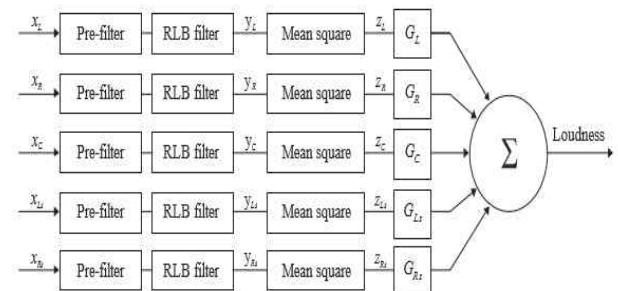 x_L Pre-filter RLB filter y_L Mean square z_L G_L
x_R Pre-filter RLB filter y_R Mean square z_R G_R
x_C Pre-filter RLB filter y_C Mean square z_C G_C
Σ
Loudness
x_Ls Pre-filter RLB filter y_Ls Mean square z_Ls G_Ls
x_Rs Pre-filter RLB filter y_Rs Mean square z_Rs G_Rs